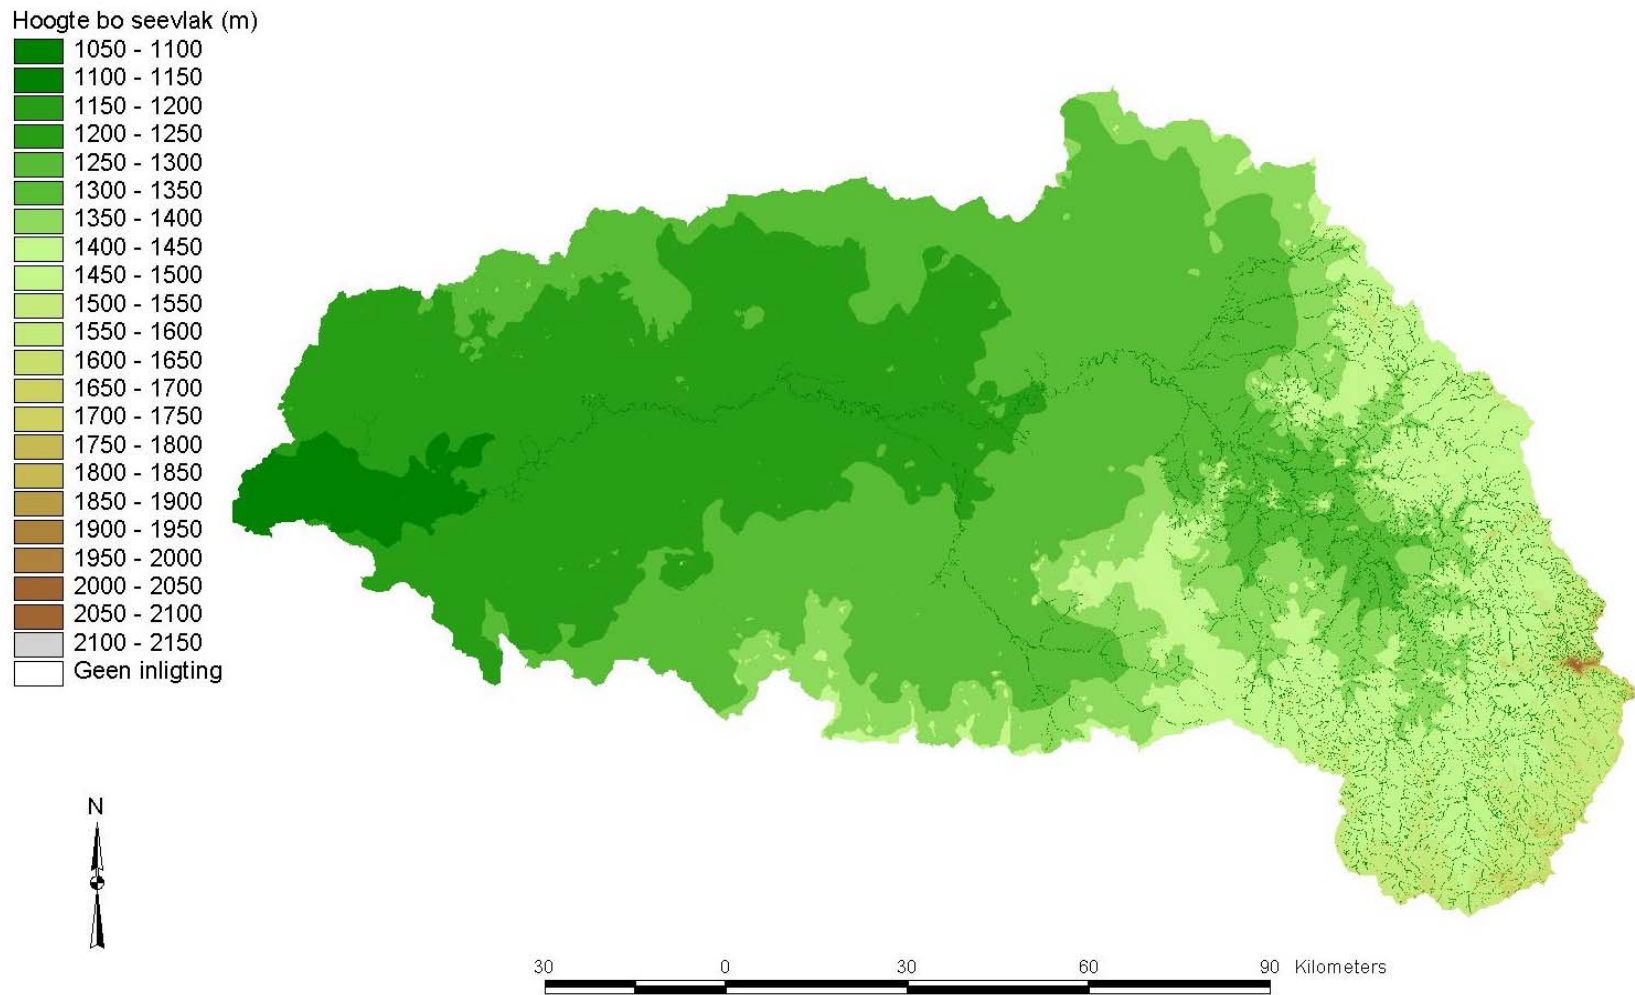 Hoogte bo seevlak (m)
1050 - 1100
1100 - 1150
1150 - 1200
1200 - 1250
1250 - 1300
1300 - 1350
1350 - 1400
1400 - 1450
1450 - 1500
1500 - 1550
1550 - 1600
1600 - 1650
1650 - 1700
1700 - 1750
1750 - 1800
1800 - 1850
1850 - 1900
1900 - 1950
1950 - 2000
2000 - 2050
2050 - 2100
2100 - 2150
Geen inligting
N
30 0 30 60 90 Kilometers